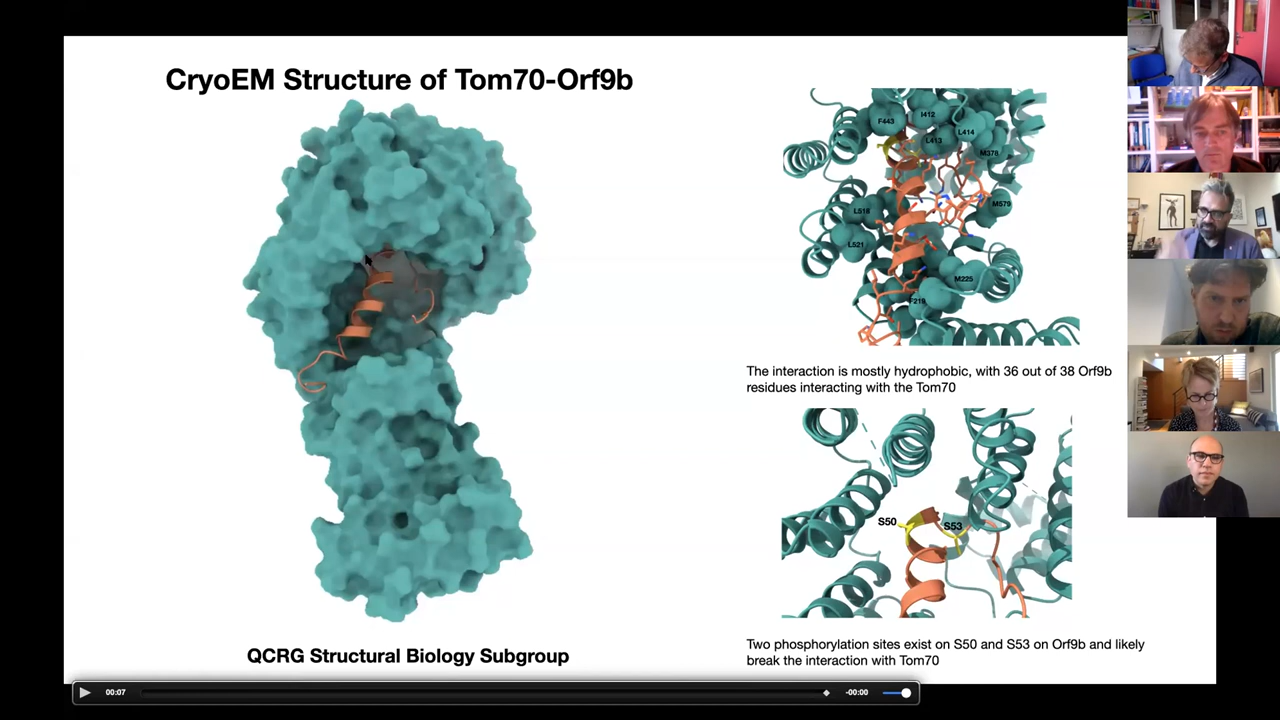 CryoEM Structure of Tom70-Orf9b
F443
I412
L413
L414
M378
M579
L518
L521
M225
F219
The interaction is mostly hydrophobic, with 36 out of 38 Orf9b
residues interacting with the Tom70
S50
S53
Two phosphorylation sites exist on S50 and S53 on Orf9b and likely
break the interaction with Tom70
QCRG Structural Biology Subgroup
00:07
-00:00